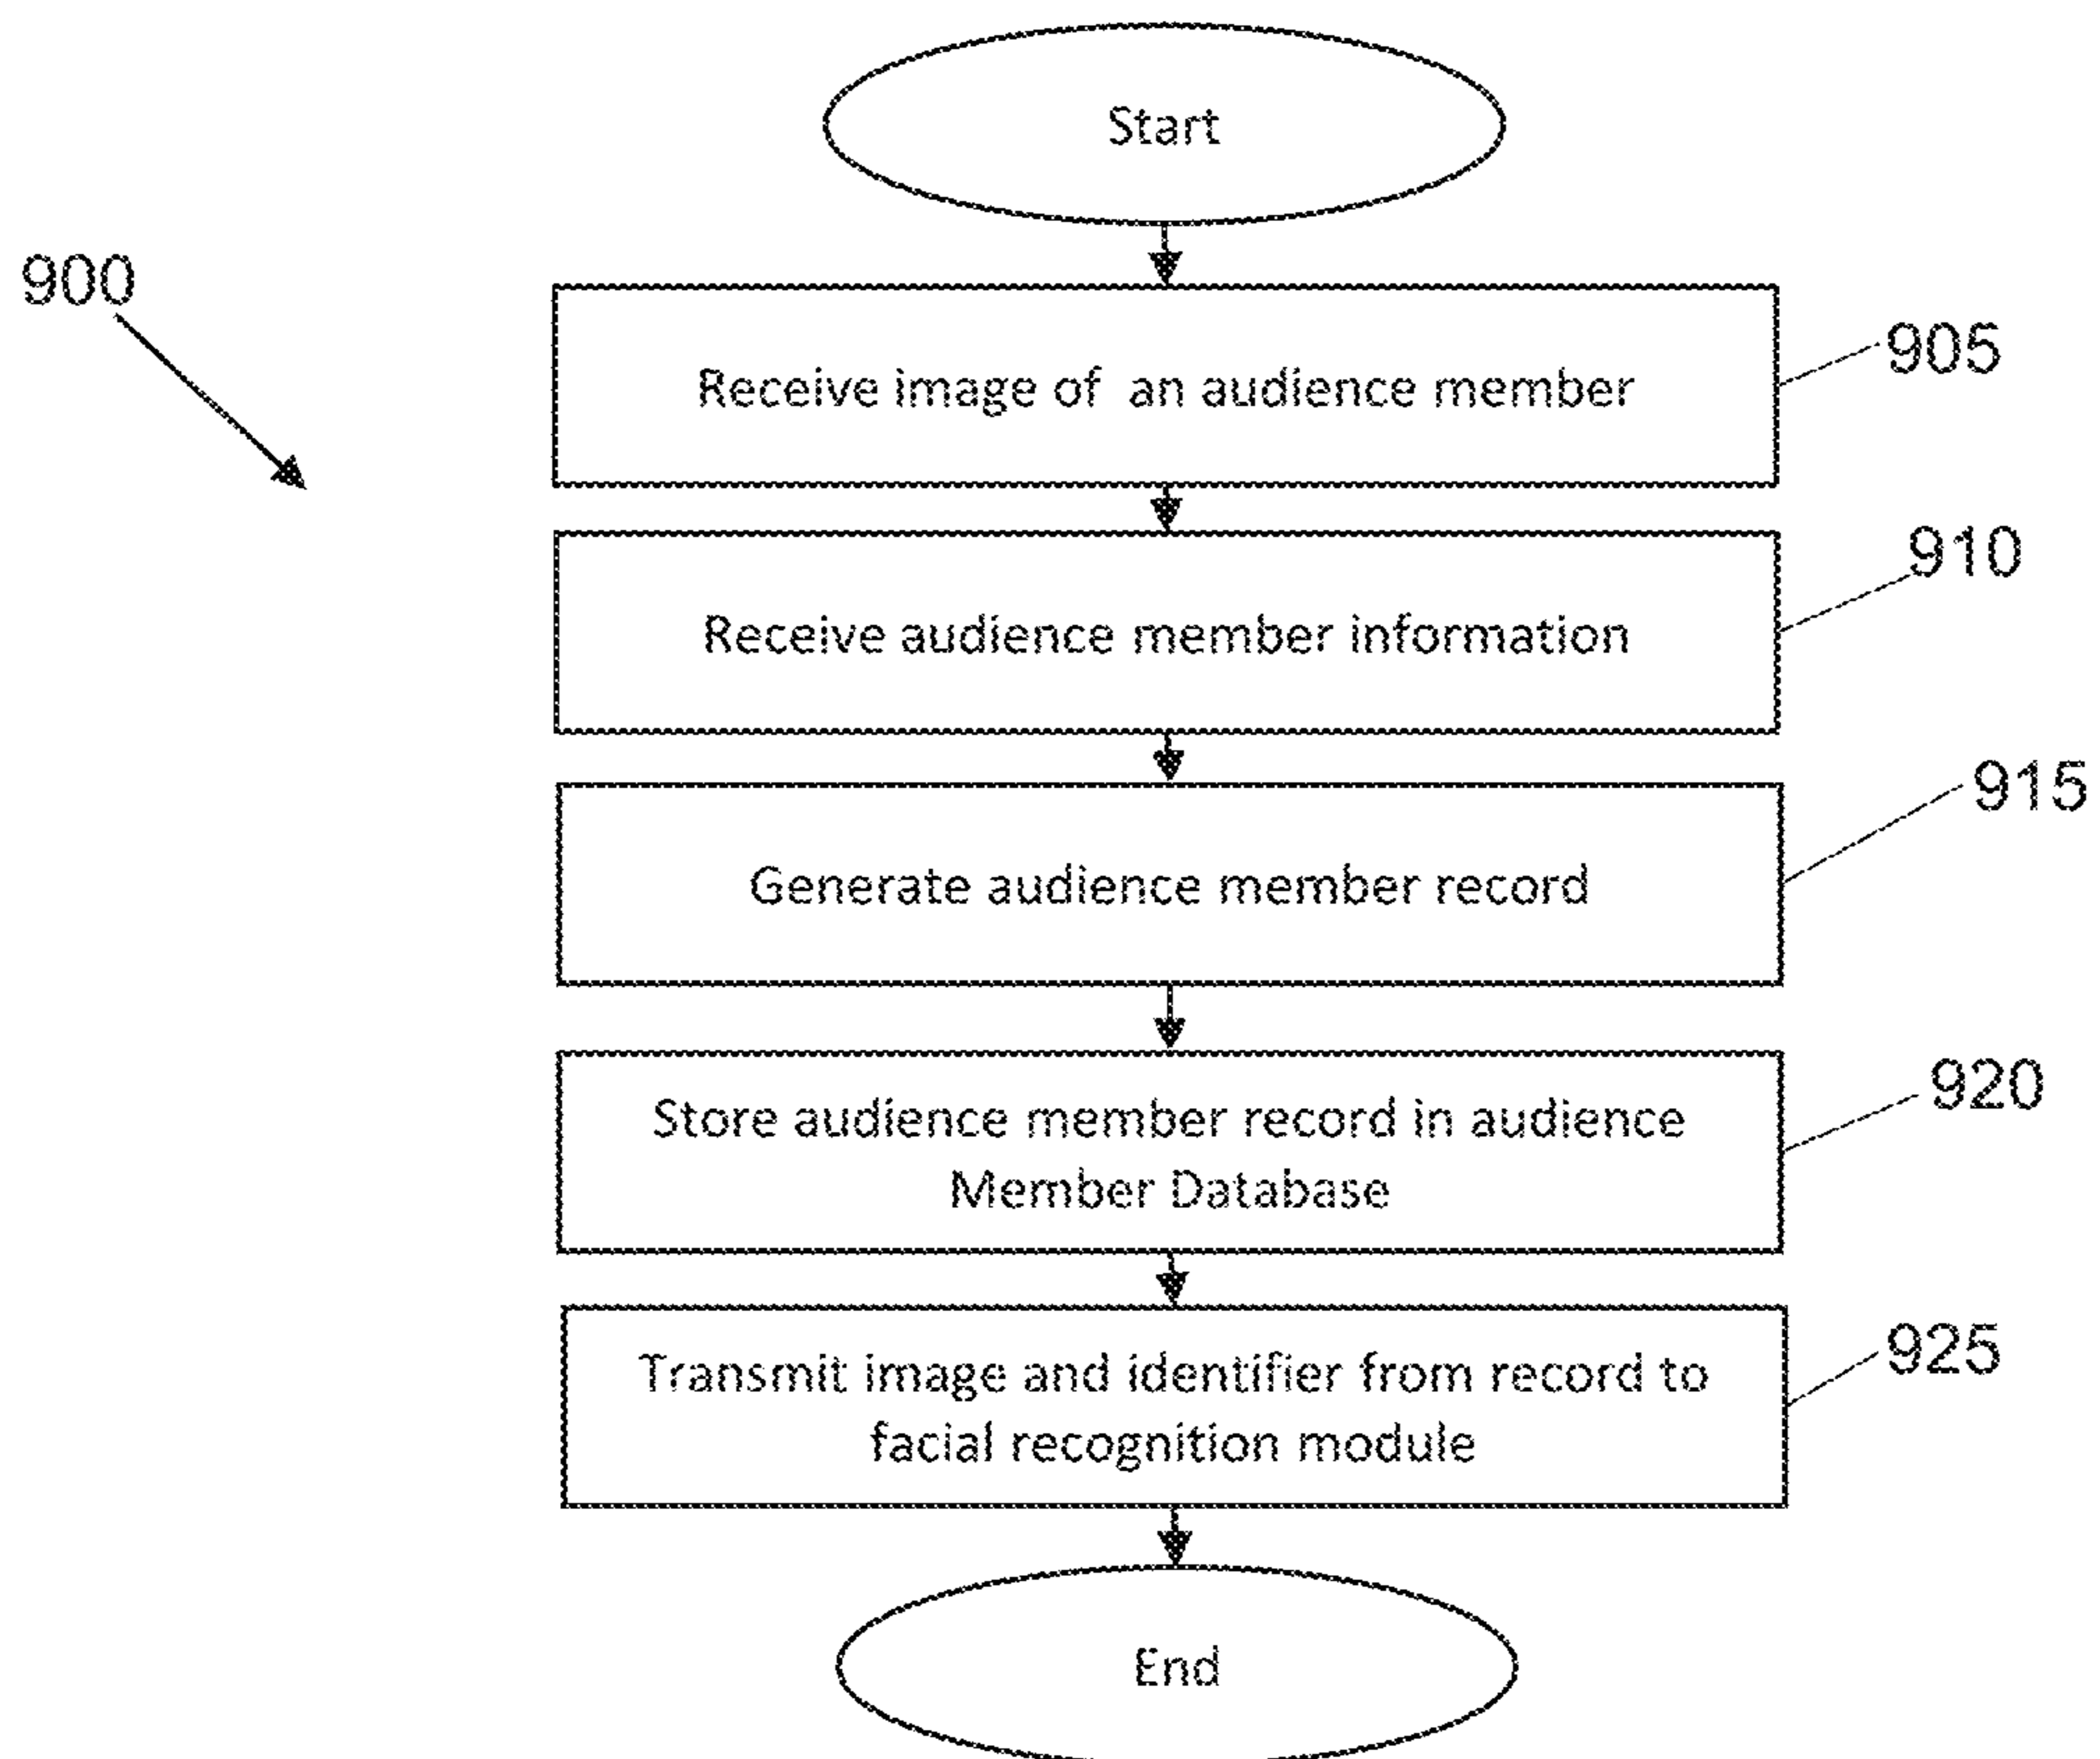 Start
900
Receive image of an audience member
905
Receive audience member information
910
Generate audience member record
915
Store audience member record in audience
Member Database
920
Transmit image and identifier from record to
facial recognition module
925
End